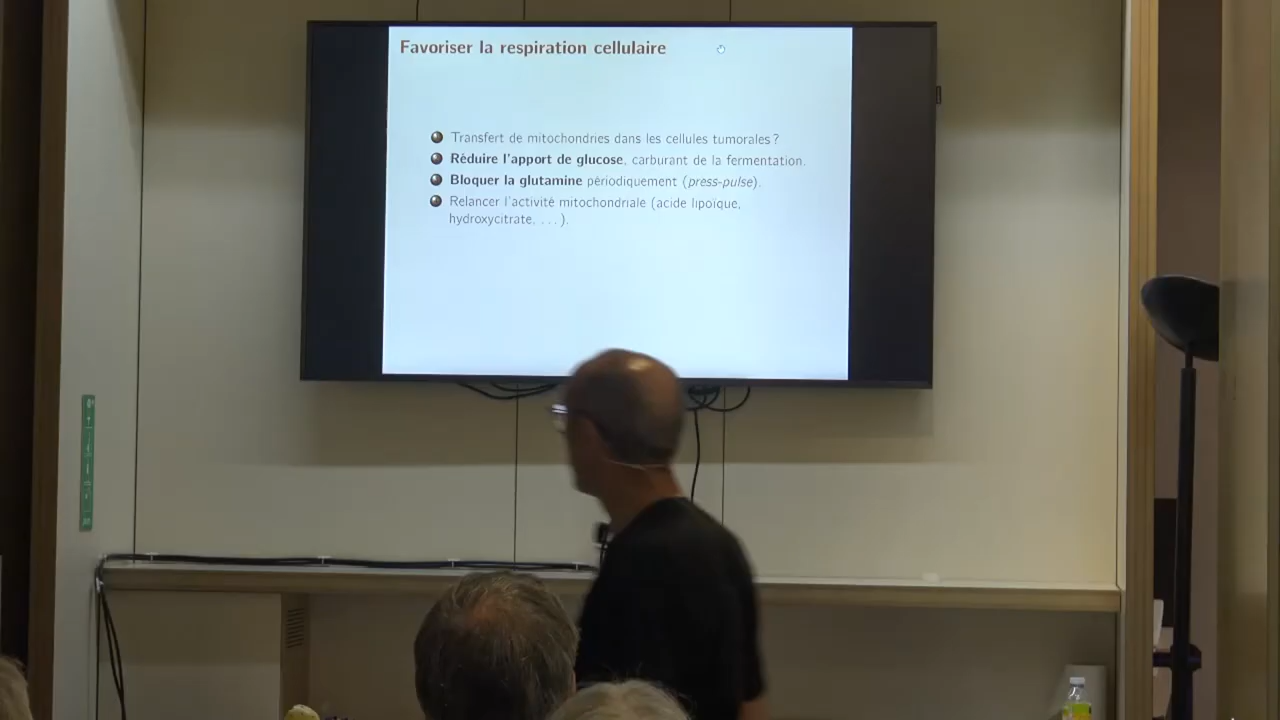 Favoriser la respiration cellulaire
Transfert de mitochondries dans les cellules tumorales ?
Réduire l'apport de glucose, carburant de la fermentation.
Bloquer la glutamine périodiquement (press-pulse).
Relancer l'activité mitochondriale (acide lipoïque,
hydroxycitrate, . . . ).